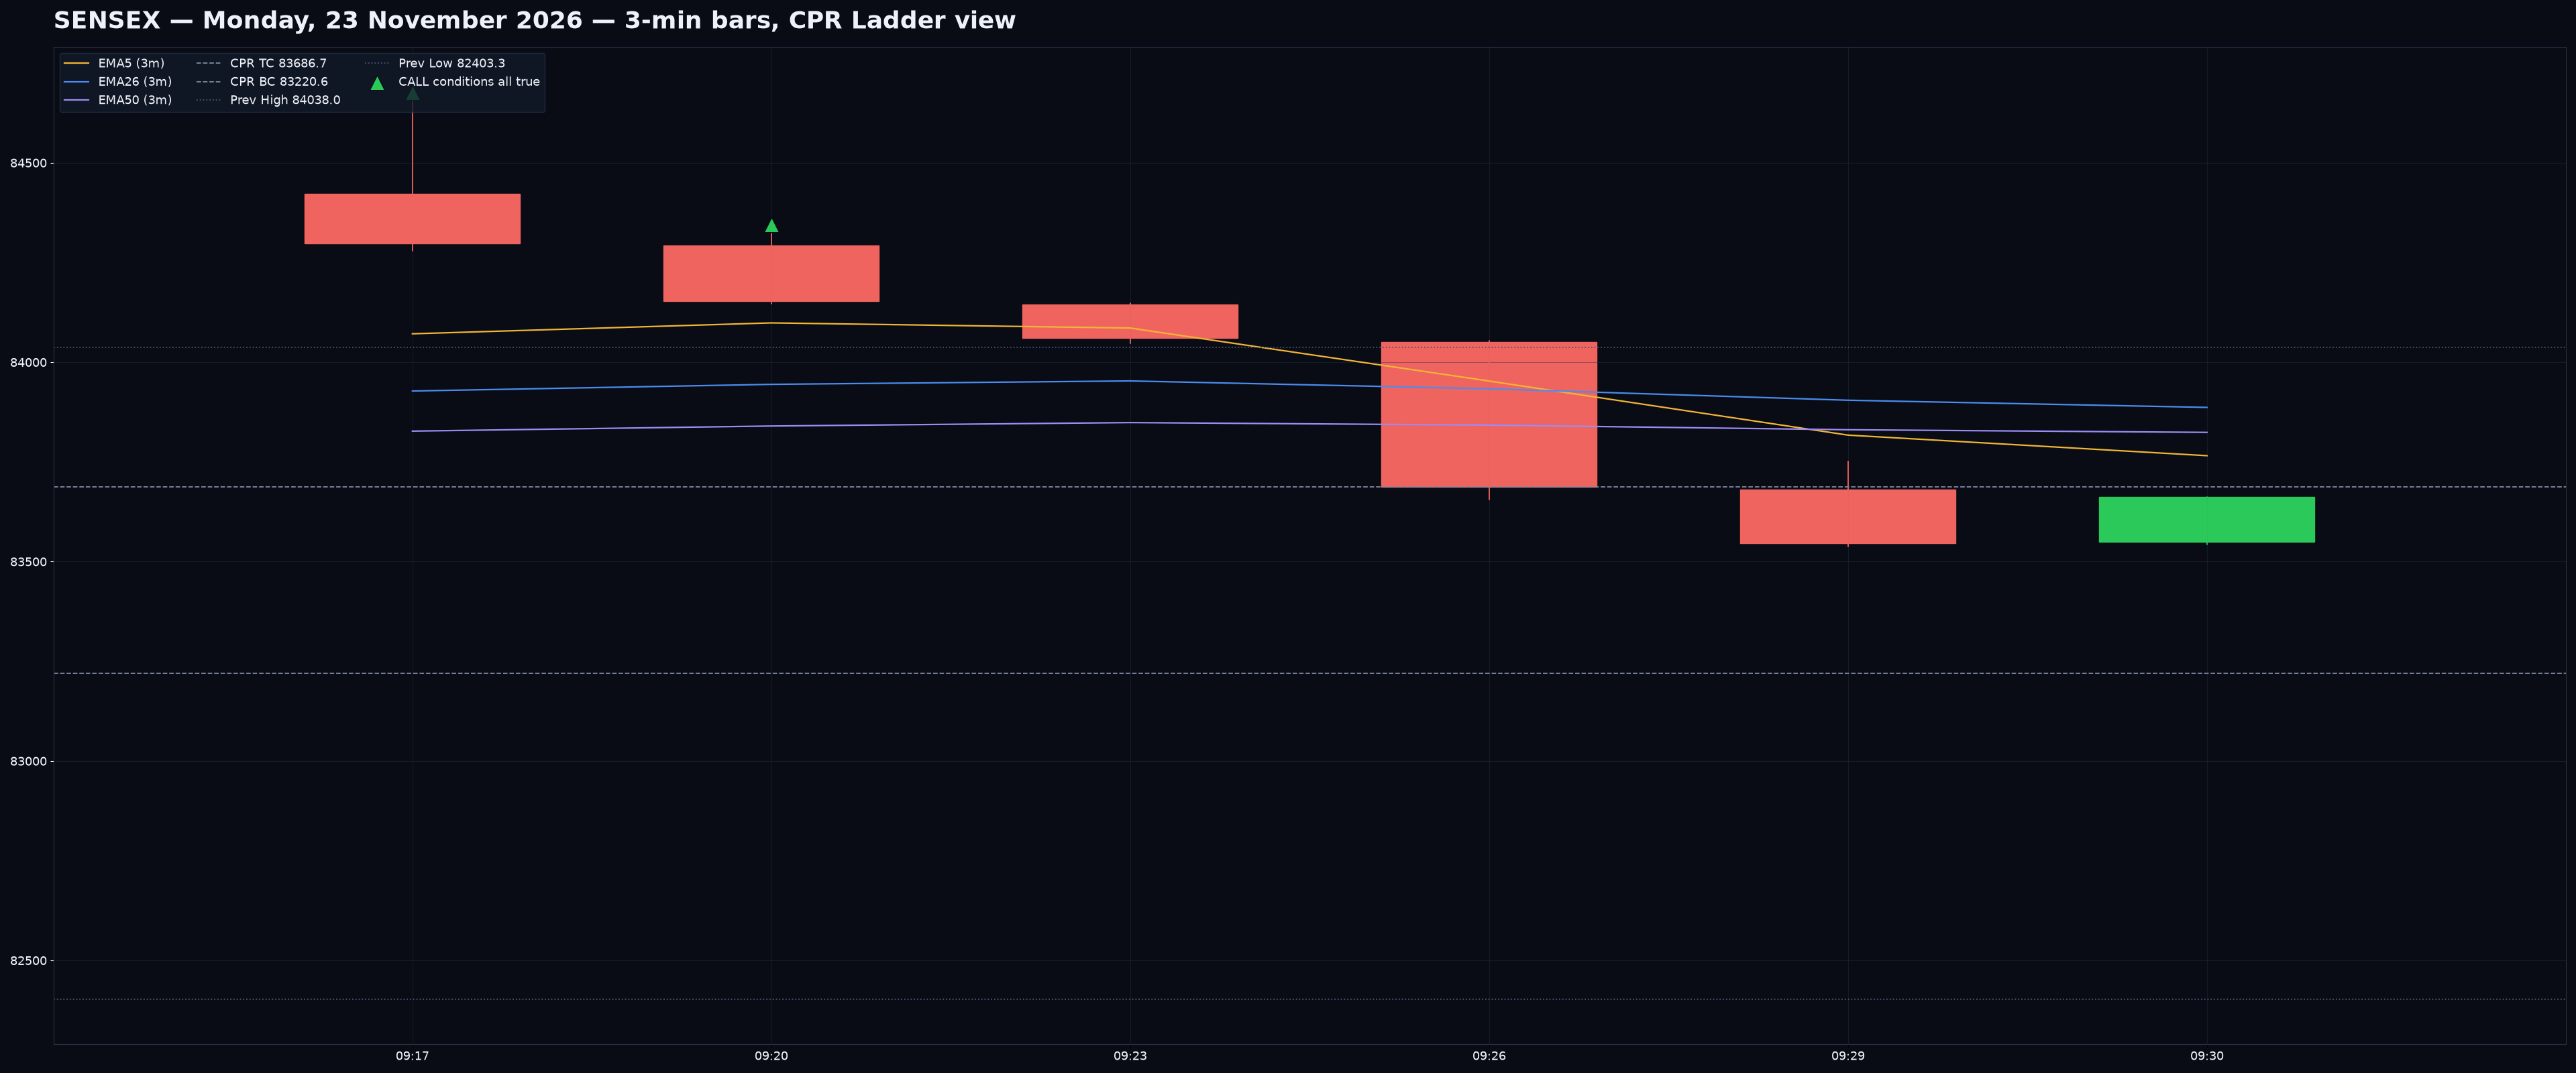 SENSEX — Monday, 23 November 2026 — 3-min bars, CPR Ladder view
EMA5 (3m)
EMA26 (3m)
EMA50 (3m)
CPR TC 83686.7
CPR BC 83220.6
Prev High 84038.0
Prev Low 82403.3
CALL conditions all true
84500
84000
83500
83000
82500
09:17 09:20 09:23 09:26 09:29 09:30